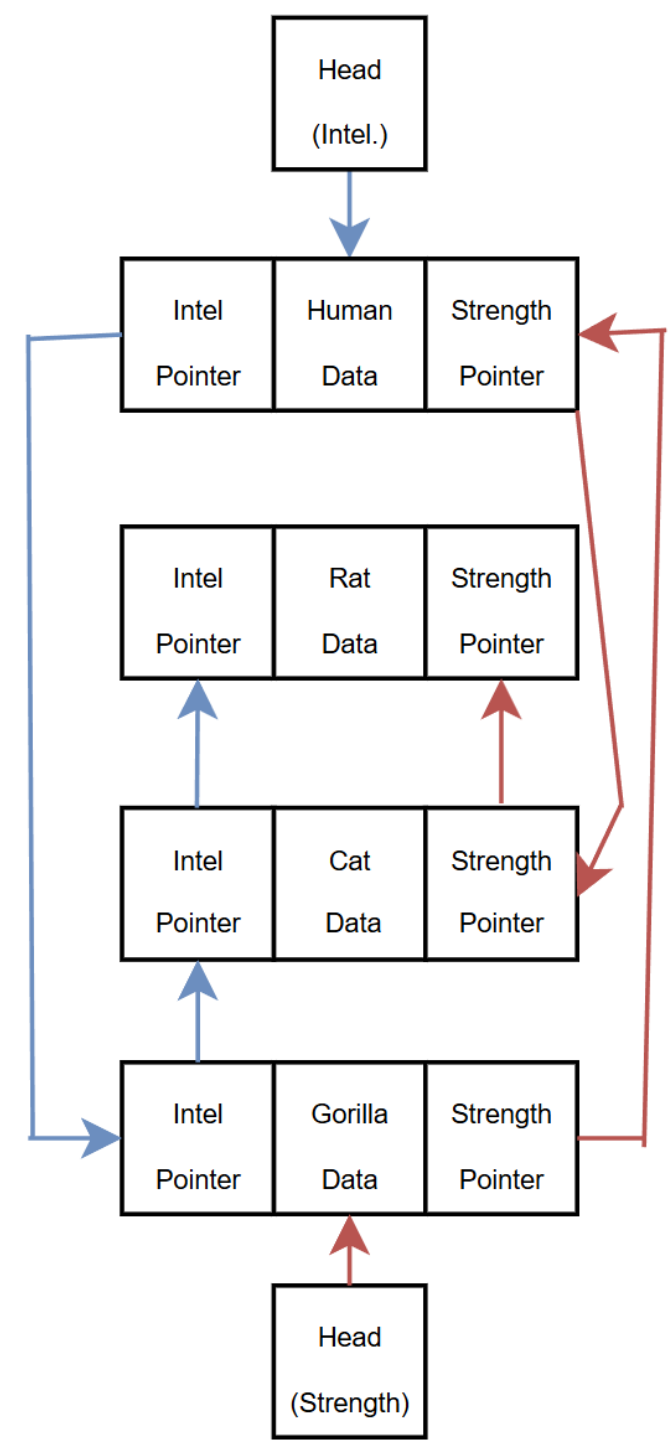 Head
(Intel.)
Intel Human Strength
Pointer Data Pointer
Intel Rat Strength
Pointer Data Pointer
Intel Cat Strength
Pointer Data Pointer
Intel Gorilla Strength
Pointer Data Pointer
Head
(Strength)